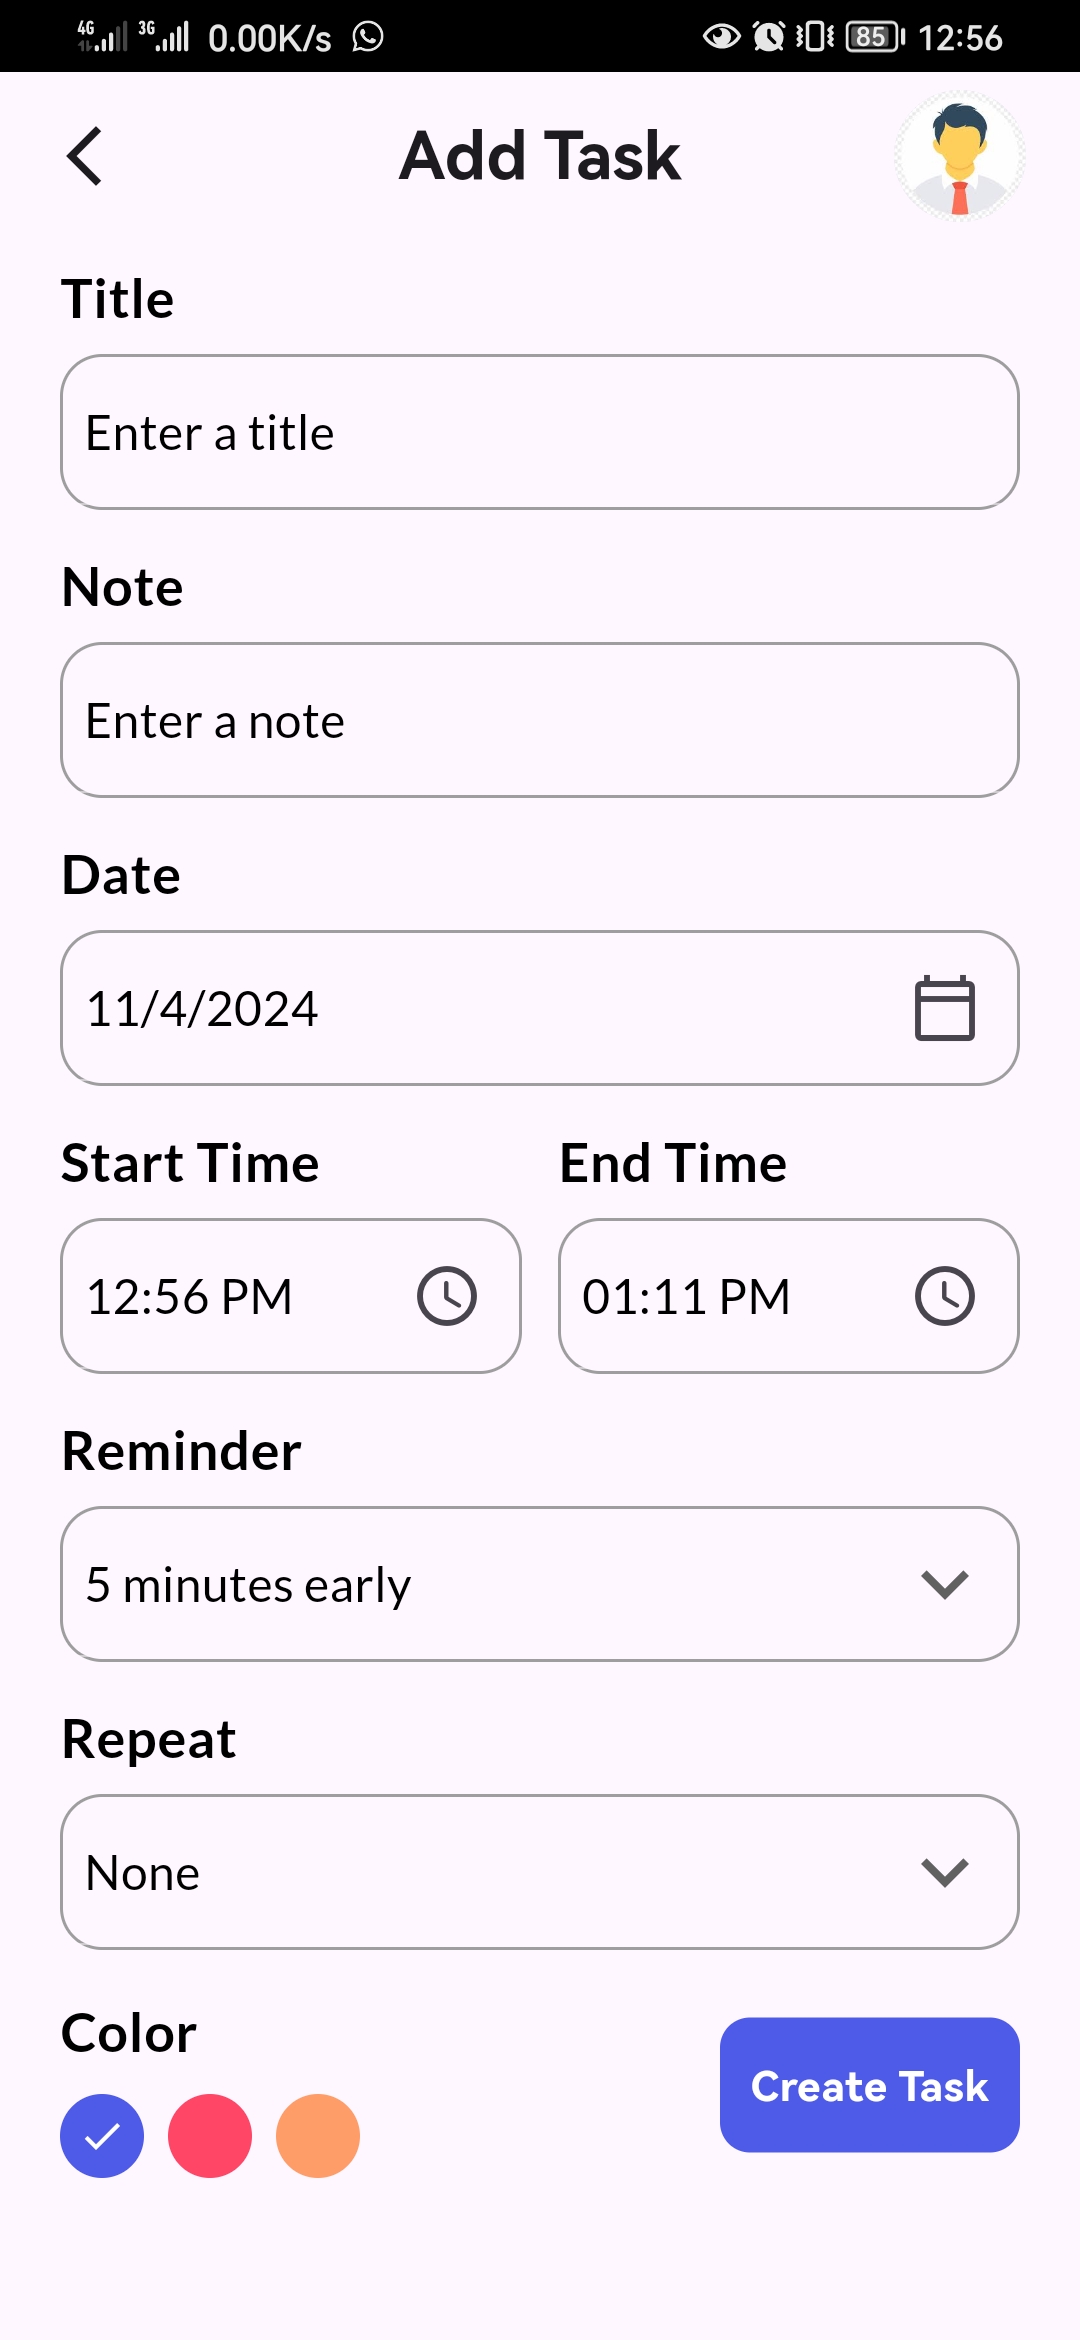 4G 3G 0.00K/s 85 12:56
Add Task
Title
Enter a title
Note
Enter a note
Date
11/4/2024
Start Time End Time
12:56 PM 01:11 PM
Reminder
5 minutes early
Repeat
None
Color
Create Task